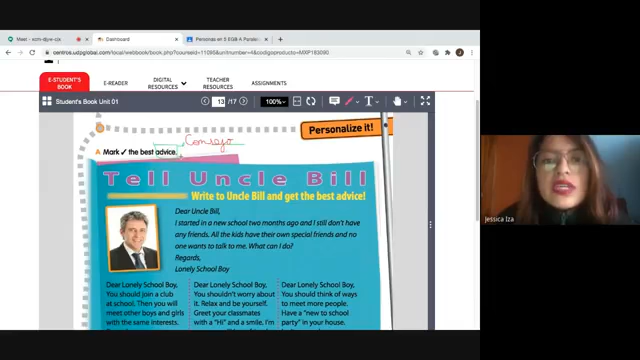 Meet - xcm-djyw-cix
Dashboard
Personas en 5 EGB-A Paralel
centros.udpglobal.com/local/webbook/book.php?courseid=11095&unitnumber=4&codigoproducto=MXP183090
E-STUDENT'S BOOK
E-READER
DIGITAL RESOURCES
TEACHER RESOURCES
ASSIGNMENTS
Student's Book Unit 01
13 /17
100%
Personalize it!
Consejo
A Mark ✓ the best advice.
Tell Uncle Bill
Write to Uncle Bill and get the best advice!
Dear Uncle Bill,
I started in a new school two months ago and I still don't have
any friends. All the kids have their own special friends and no
one wants to talk to me. What can I do?
Regards,
Lonely School Boy
Dear Lonely School Boy,
You should join a club
at school. Then you will
meet other boys and girls
with the same interests.
Dear Lonely School Boy,
You shouldn't worry about
it. Relax and be yourself.
Greet your classmates
with a "Hi" and a smile. I'm
Dear Lonely School Boy,
You should think of ways
to meet more people.
Have a "new to school
party" in your house.
Jessica Iza